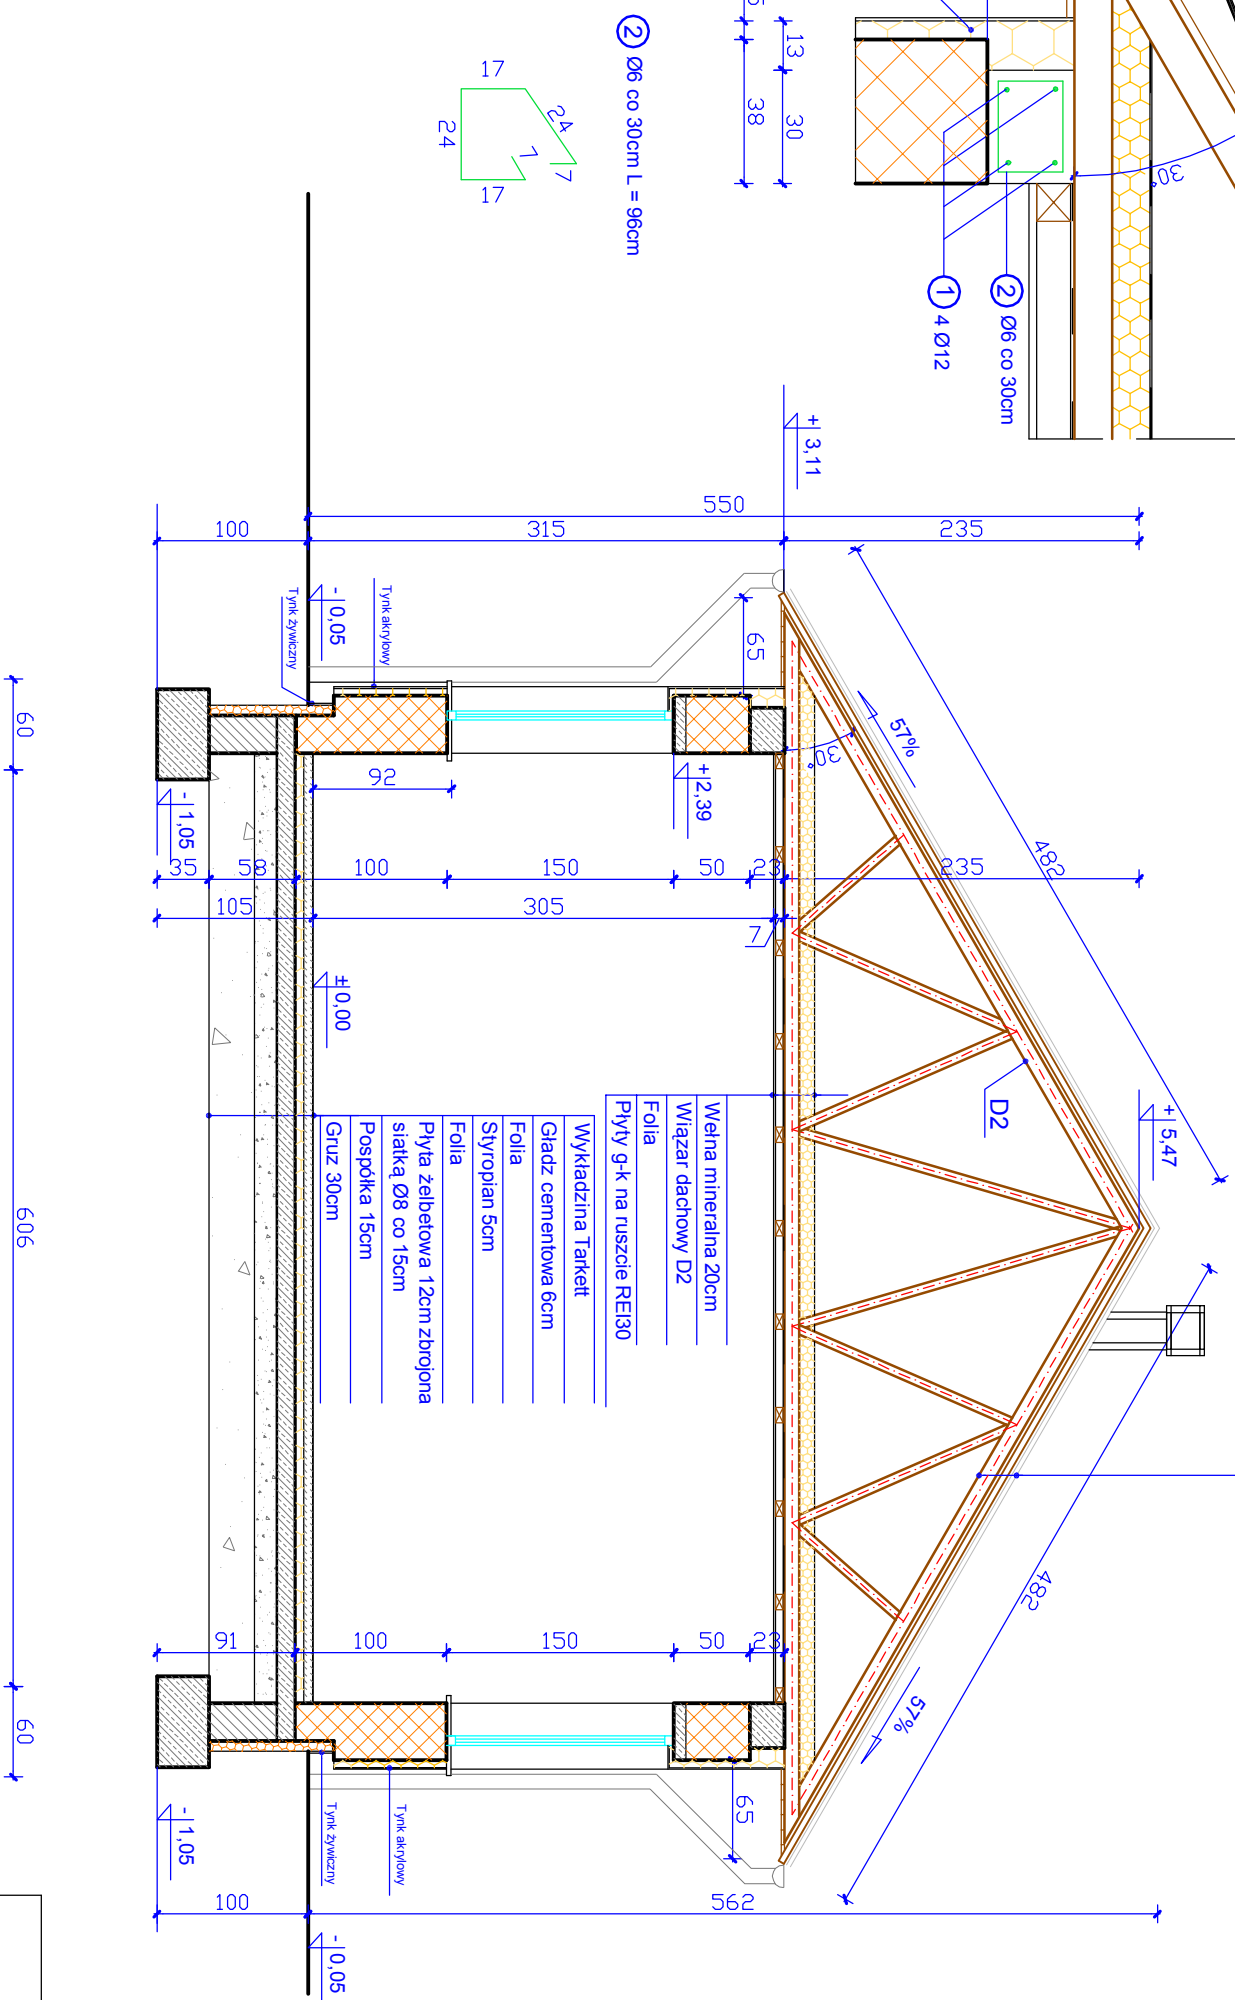 13
30
38
30°
② Ø6 co 30cm L = 96cm
17
24
7
7
17
24
② Ø6 co 30cm
① 4 Ø12
+ 3,11
550
100
315
235
Tynk żywiczny
- 0,05
Tynk akrylowy
65
57%
30°
482
60
- 1,05
92
+ 2,39
35
58
100
150
50
23
235
105
305
7
± 0,00
D2
+ 5,47
Wełna mineralna 20cm
Wiązar dachowy D2
Folia
Płyty g-k na ruszcie REI30
Wykładzina Tarkett
Gładz cementowa 6cm
Folia
Styropian 5cm
Folia
Płyta żelbetowa 12cm zbrojona
siatką Ø8 co 15cm
Pospółka 15cm
Gruz 30cm
606
482
91
100
150
50
23
57%
60
- 1,05
Tynk żywiczny
Tynk akrylowy
65
100
562
- 0,05